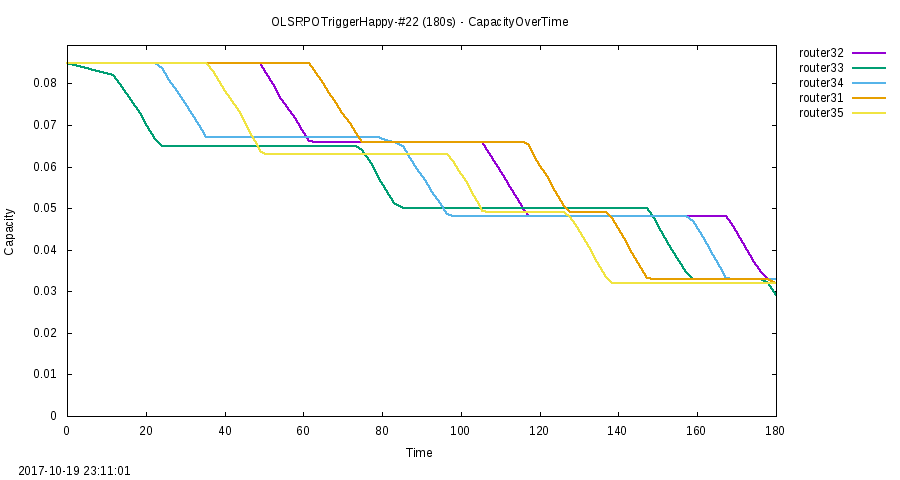 OLSRPOTriggerHappy-#22 (180s) - CapacityOverTime
router32
router33
router34
router31
router35
0.08
0.07
0.06
0.05
0.04
0.03
0.02
0.01
0
Capacity
0 20 40 60 80 100 120 140 160 180
Time
2017-10-19 23:11:01